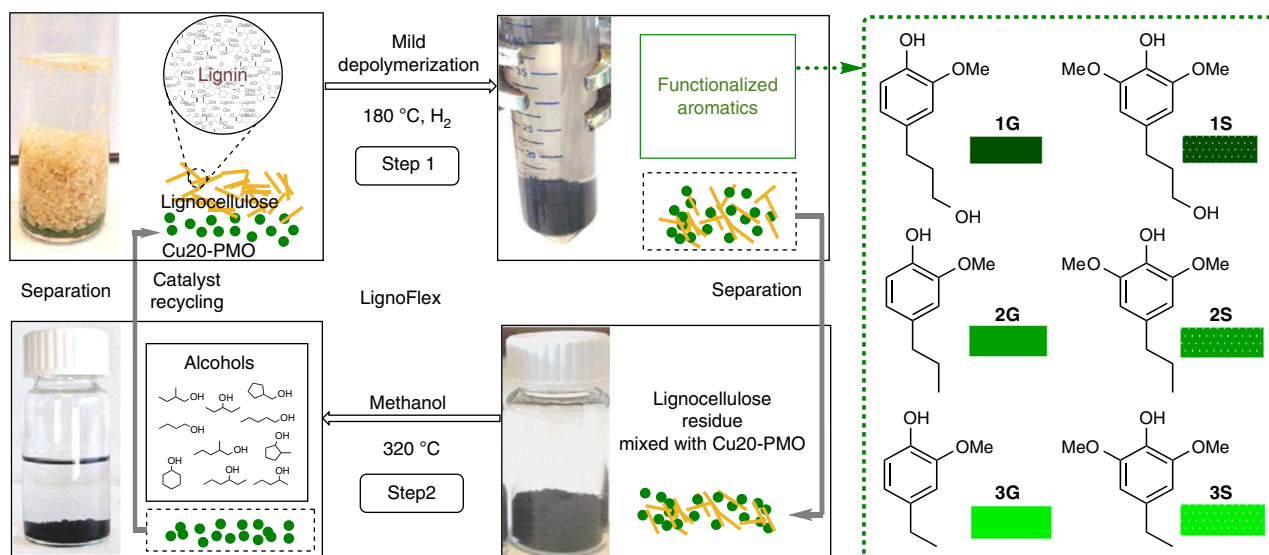 Lignin
Lignocellulose
Cu20-PMO
Mild
depolymerization
180 °C, H2
Step 1
Functionalized
aromatics
Separation
Catalyst
recycling
LignoFlex
Separation
Alcohols
OH
OH
OH
OH
OH
OH
OH
OH
OH
OH
Methanol
320 °C
Step2
Lignocellulose
residue
mixed with Cu20-PMO
OH
OMe
1G
OH
OH
MeO
OMe
1S
OH
OH
OMe
2G
OH
MeO
OMe
2S
OH
OMe
3G
OH
MeO
OMe
3S